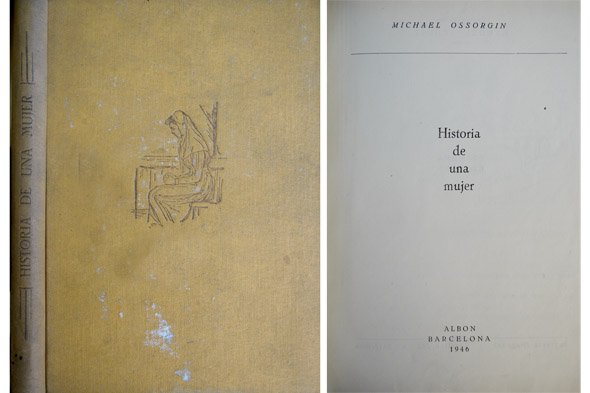 HISTORIA DE UNA MUJER
MICHAEL OSSORGIN
Historia
de
una
mujer
ALBON
BARCELONA
1946